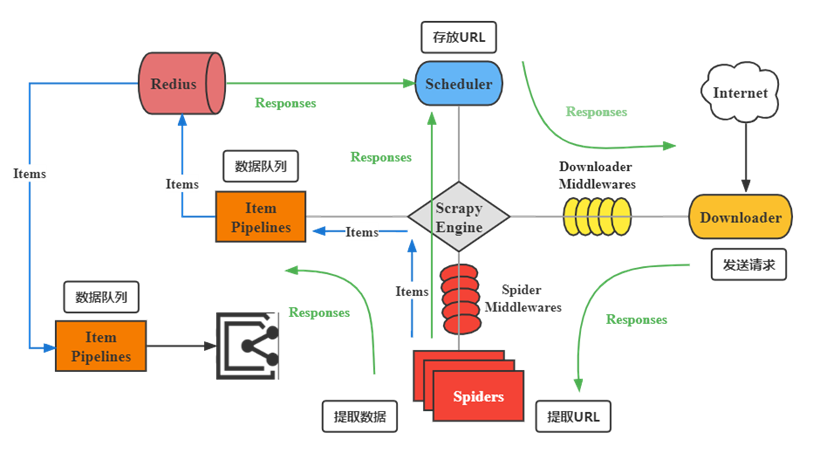 存放URL
Redius
Scheduler
Internet
Responses
Responses
Responses
数据队列
Items
Items
Downloader
Middlewares
Item
Pipelines
Scrapy
Engine
Downloader
Items
发送请求
数据队列
Items
Spider
Middlewares
Responses
Responses
Item
Pipelines
Spiders
提取数据
提取URL